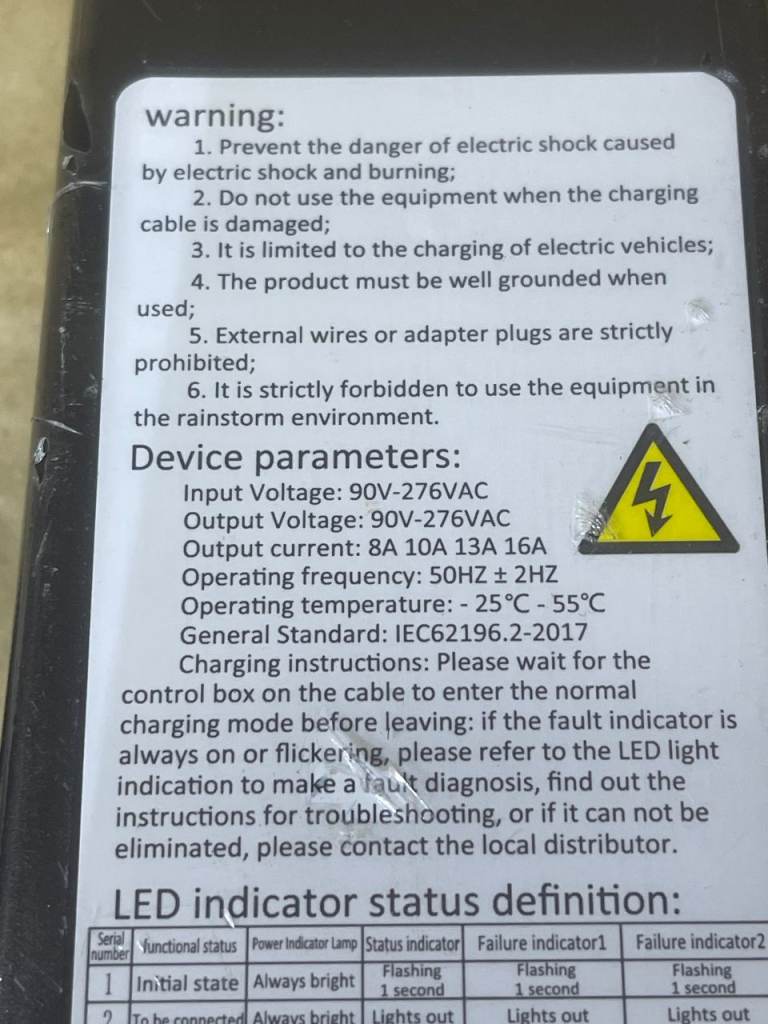 warning:
1. Prevent the danger of electric shock caused
by electric shock and burning;
2. Do not use the equipment when the charging
cable is damaged;
3. It is limited to the charging of electric vehicles;
4. The product must be well grounded when
used;
5. External wires or adapter plugs are strictly
prohibited;
6. It is strictly forbidden to use the equipment in
the rainstorm environment.
Device parameters:
Input Voltage: 90V-276VAC
Output Voltage: 90V-276VAC
Output current: 8A 10A 13A 16A
Operating frequency: 50HZ ± 2HZ
Operating temperature: - 25℃ - 55℃
General Standard: IEC62196.2-2017
Charging instructions: Please wait for the
control box on the cable to enter the normal
charging mode before leaving: if the fault indicator is
always on or flickering, please refer to the LED light
indication to make a fault diagnosis, find out the
instructions for troubleshooting, or if it can not be
eliminated, please contact the local distributor.
LED indicator status definition:
Serial number functional status Power Indicator Lamp Status indicator Failure indicator1 Failure indicator2
1 Initial state Always bright Flashing 1 second Flashing 1 second Flashing 1 second
2 To be connected Always bright Lights out Lights out Lights out